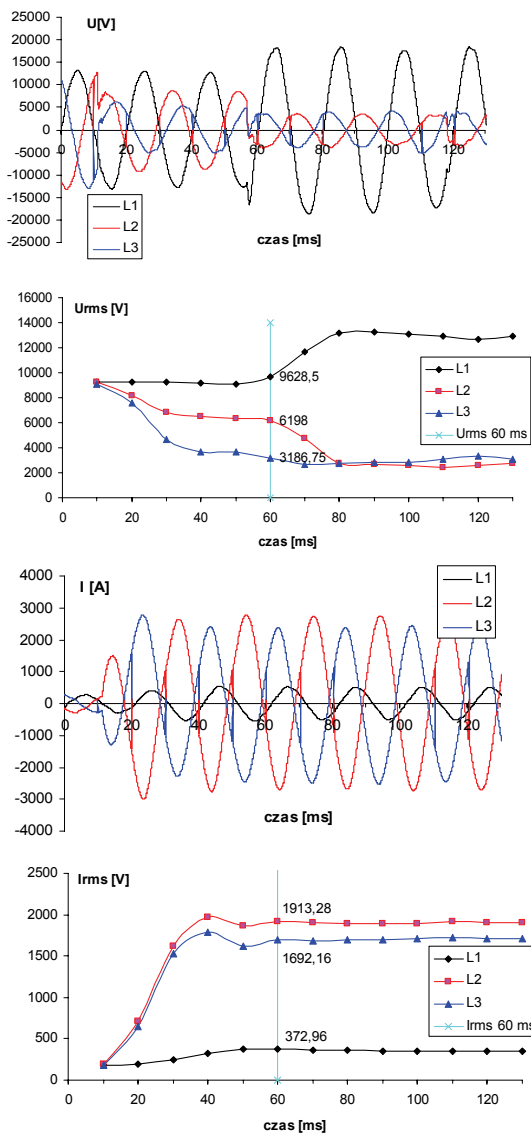 U[V]
25000
20000
15000
10000
5000
0
-5000
-10000
-15000
-20000
-25000
0 20 40 60 80 100 120
L1
L2
L3
czas [ms]
Urms [V]
16000
14000
12000
10000
8000
6000
4000
2000
0
9628,5
6198
3186,75
L1
L2
L3
Urms 60 ms
0 20 40 60 80 100 120
czas [ms]
I [A]
4000
3000
2000
1000
0
-1000
-2000
-3000
-4000
L1
L2
L3
0 20 40 60 80 100 120
czas [ms]
Irms [V]
2500
2000
1500
1000
500
0
1913,28
1692,16
372,96
L1
L2
L3
Irms 60 ms
0 20 40 60 80 100 120
czas [ms]